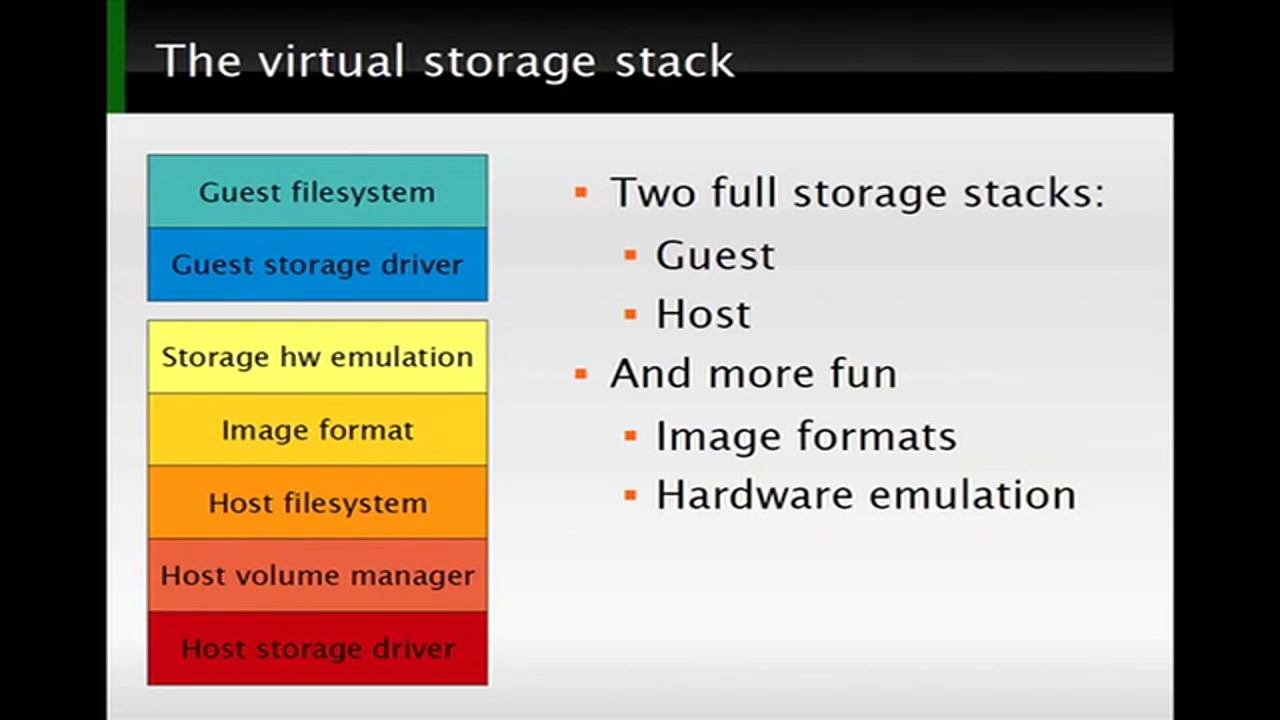 The virtual storage stack
Guest filesystem
Guest storage driver
Storage hw emulation
Image format
Host filesystem
Host volume manager
Host storage driver
Two full storage stacks:
Guest
Host
And more fun
Image formats
Hardware emulation